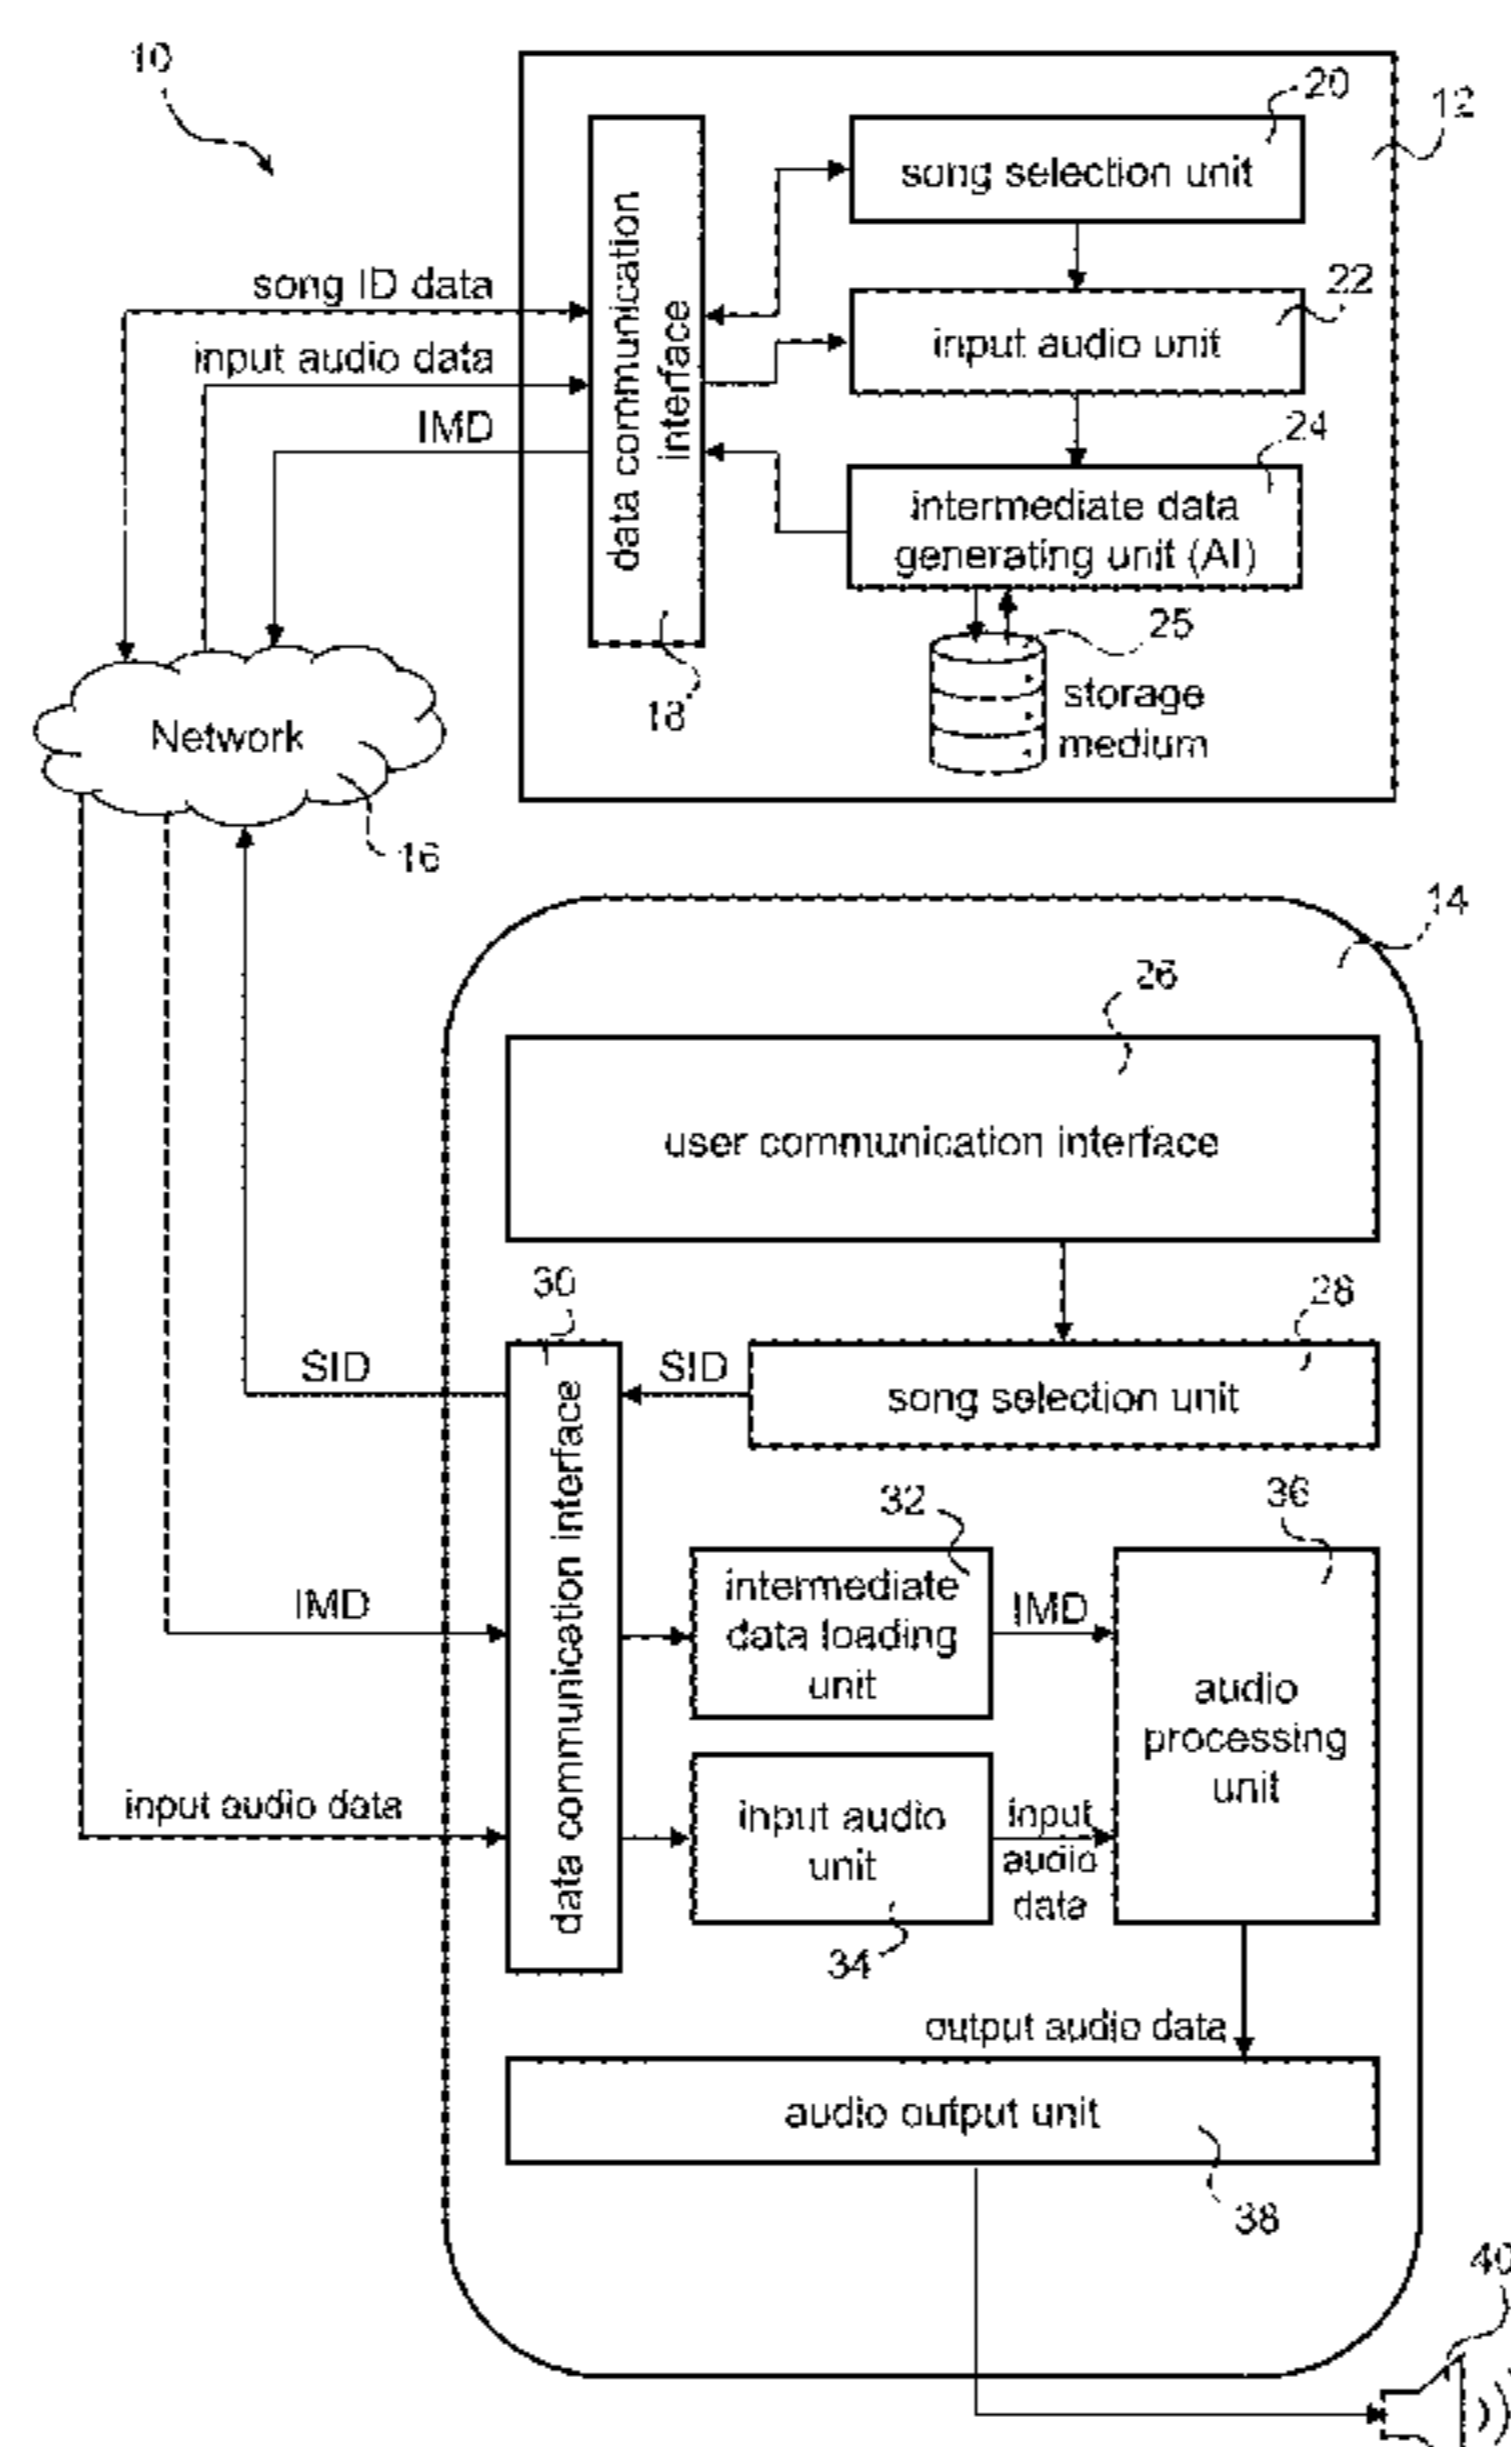 10
20
12
song selection unit
data communication
interface
song ID data
22
input audio unit
input audio data
IMD
24
intermediate data
generating unit (AI)
25
storage
medium
18
Network
16
14
26
user communication interface
30
28
SID
SID
song selection unit
data communication interface
32
36
intermediate
data loading
unit
IMD
IMD
audio
processing
unit
input audio data
input audio
unit
input
audio
data
34
output audio data
audio output unit
38
40